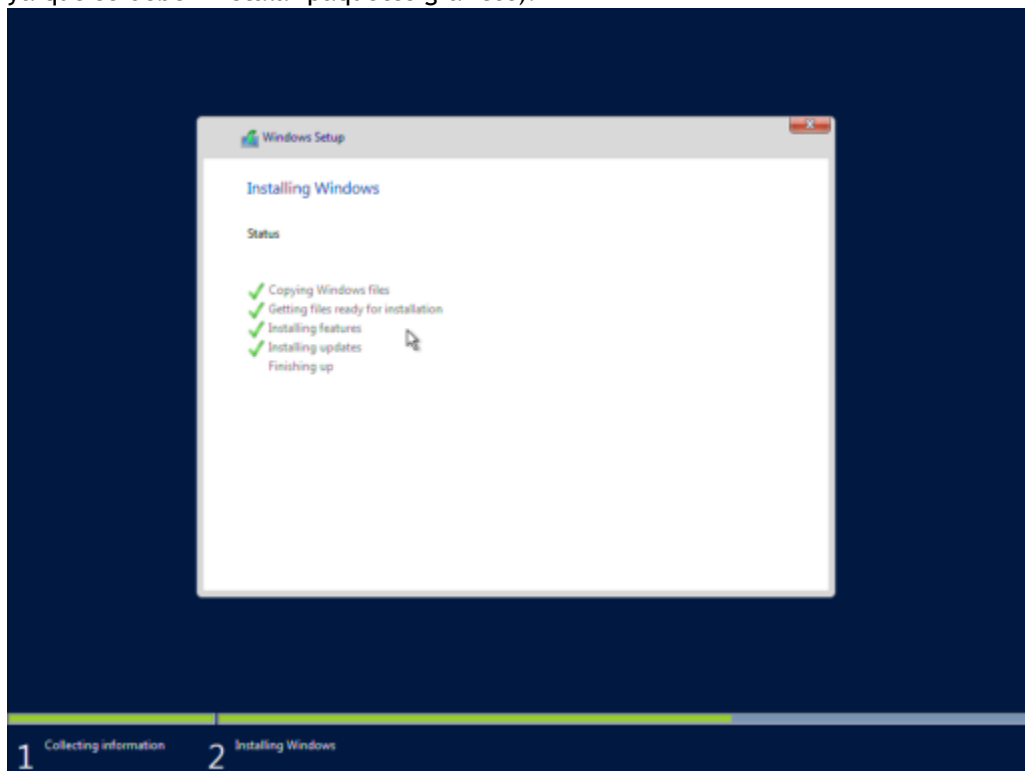 Windows Setup
Installing Windows
Status
Copying Windows files
Getting files ready for installation
Installing features
Installing updates
Finishing up
1 Collecting information 2 Installing Windows